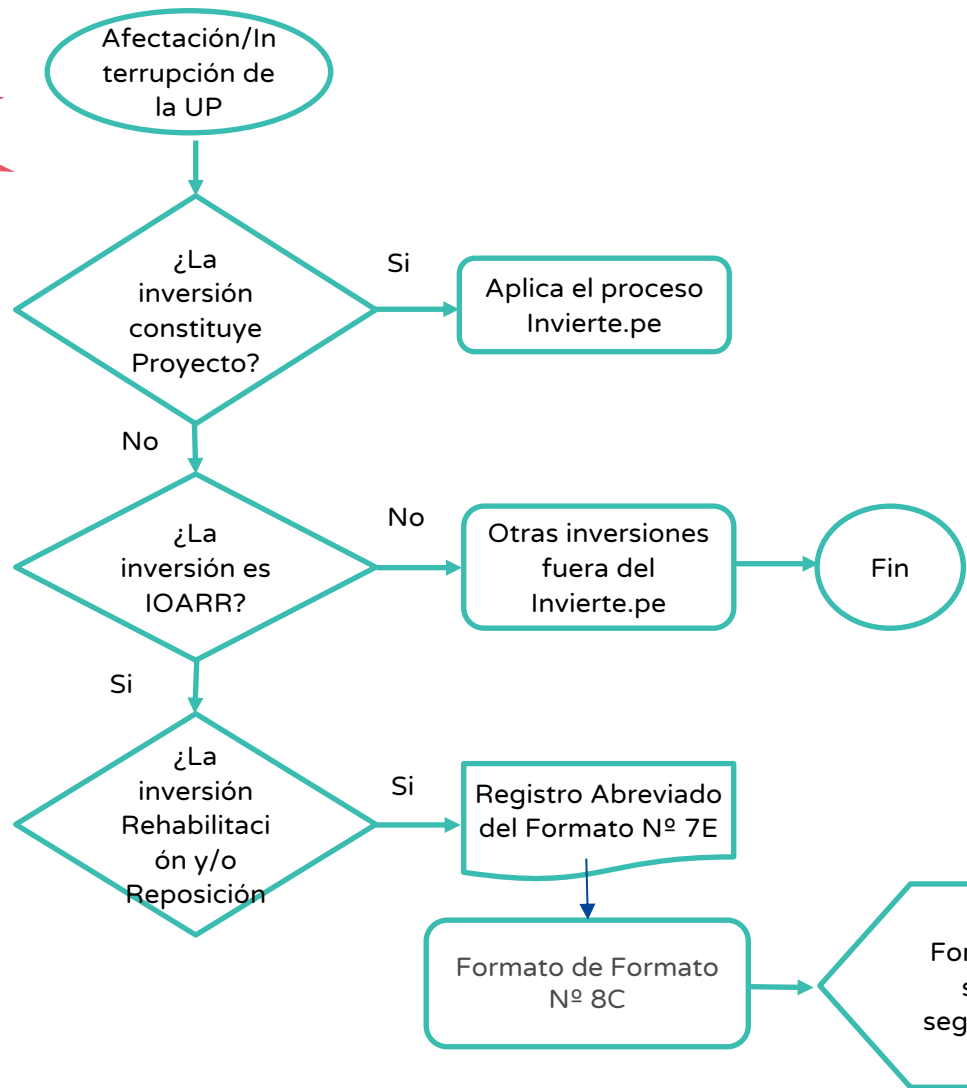 Afectación/In
terrupción de
la UP
¿La
inversión
constituye
Proyecto?
Si
Aplica el proceso
Invierte.pe
No
¿La
inversión es
IOARR?
No
Otras inversiones
fuera del
Invierte.pe
Fin
Si
¿La
inversión
Rehabilitaci
ón y/o
Reposición
Si
Registro Abreviado
del Formato Nº 7E
Formato de Formato
Nº 8C